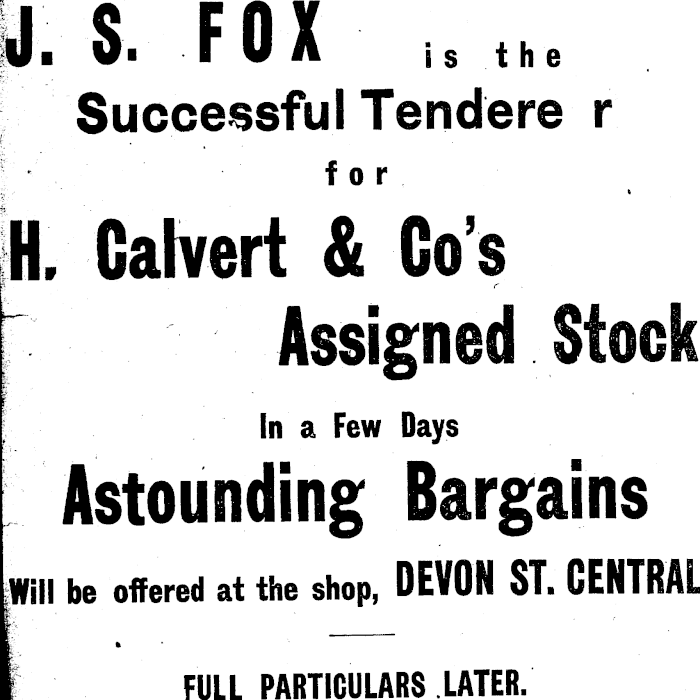 J. S. FOX is the
Successful Tendere r
for
H. Calvert & Co's
Assigned Stock
In a Few Days
Astounding Bargains
Will be offered at the shop, DEVON ST. CENTRAL
FULL PARTICULARS LATER.